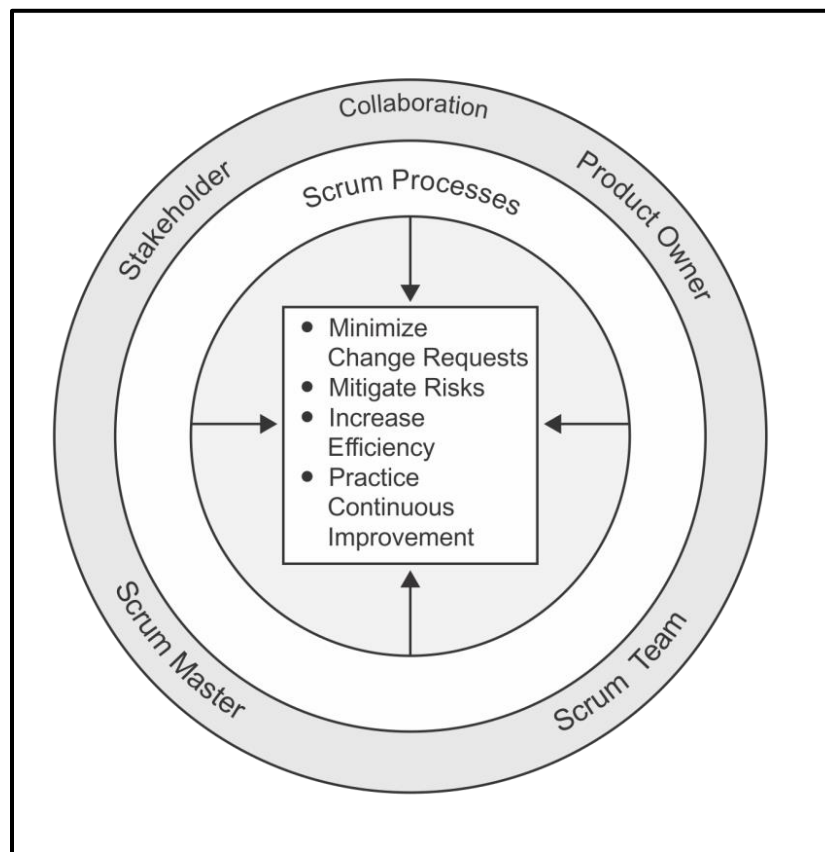 Collaboration
Stakeholder
Product Owner
Scrum Processes
● Minimize
Change Requests
● Mitigate Risks
● Increase
Efficiency
● Practice
Continuous
Improvement
Scrum Master
Scrum Team